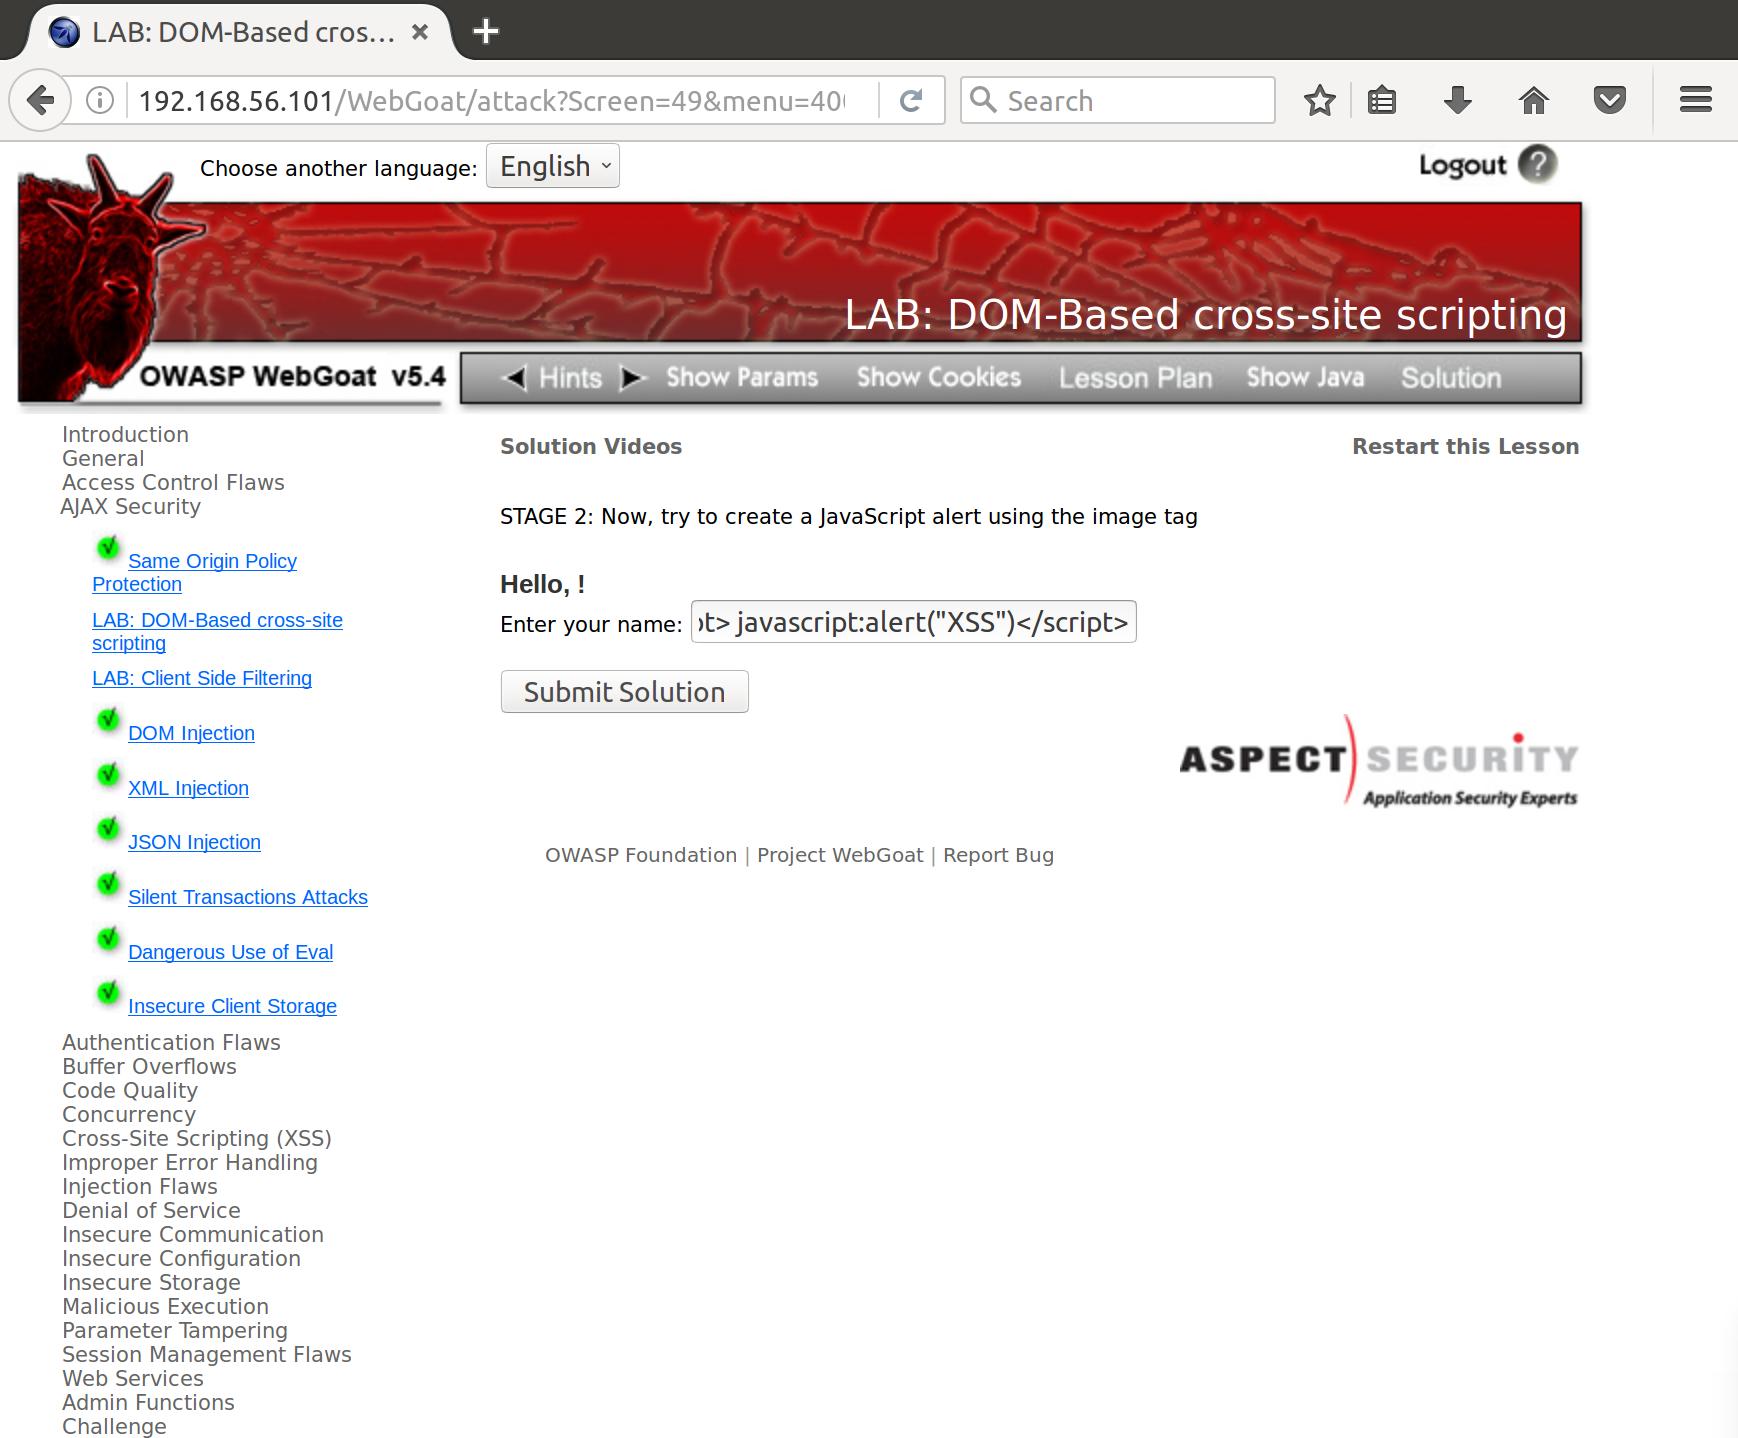 LAB: DOM-Based cros...
192.168.56.101/WebGoat/attack?Screen=49&menu=40
Search
Choose another language: English
Logout ?
LAB: DOM-Based cross-site scripting
OWASP WebGoat v5.4
Hints Show Params Show Cookies Lesson Plan Show Java Solution
Introduction
General
Access Control Flaws
AJAX Security
Same Origin Policy
Protection
LAB: DOM-Based cross-site
scripting
LAB: Client Side Filtering
DOM Injection
XML Injection
JSON Injection
Silent Transactions Attacks
Dangerous Use of Eval
Insecure Client Storage
Authentication Flaws
Buffer Overflows
Code Quality
Concurrency
Cross-Site Scripting (XSS)
Improper Error Handling
Injection Flaws
Denial of Service
Insecure Communication
Insecure Configuration
Insecure Storage
Malicious Execution
Parameter Tampering
Session Management Flaws
Web Services
Admin Functions
Challenge
Solution Videos
Restart this Lesson
STAGE 2: Now, try to create a JavaScript alert using the image tag
Hello, !
Enter your name: pt> javascript:alert("XSS")</script>
Submit Solution
ASPECT SECURITY
Application Security Experts
OWASP Foundation | Project WebGoat | Report Bug